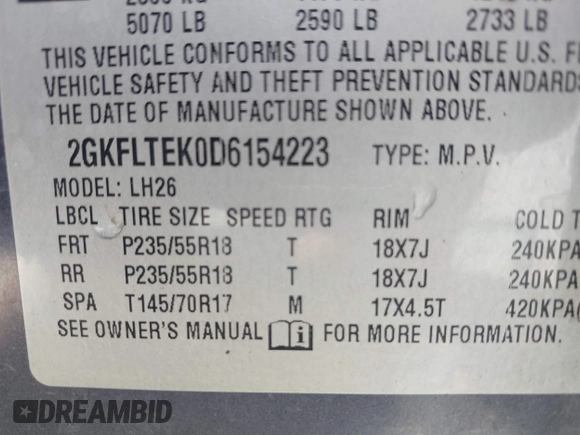 5070 LB 2590 LB 2733 LB
THIS VEHICLE CONFORMS TO ALL APPLICABLE U.S.
VEHICLE SAFETY AND THEFT PREVENTION STANDARDS
THE DATE OF MANUFACTURE SHOWN ABOVE.
2GKFLTEK0D6154223 TYPE: M.P.V.
MODEL: LH26
LBCL TIRE SIZE SPEED RTG RIM COLD
FRT P235/55R18 T 18X7J 240KPA
RR P235/55R18 T 18X7J 240KPA
SPA T145/70R17 M 17X4.5T 420KPA(
SEE OWNER'S MANUAL FOR MORE INFORMATION.
DREAMBID